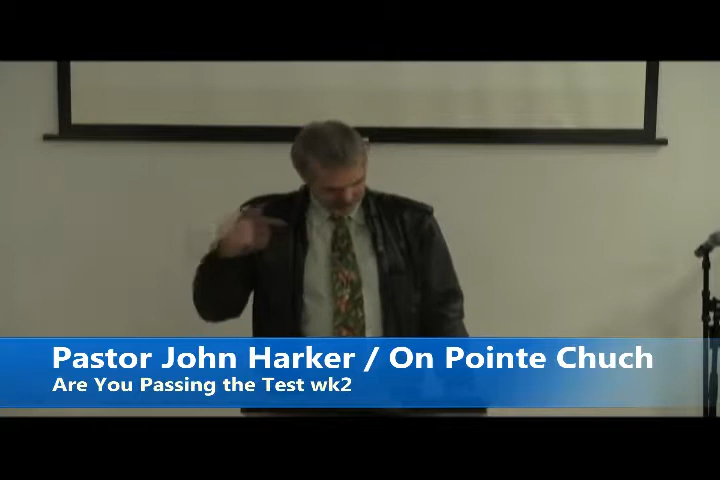 Pastor John Harker / On Pointe Chuch
Are You Passing the Test wk2